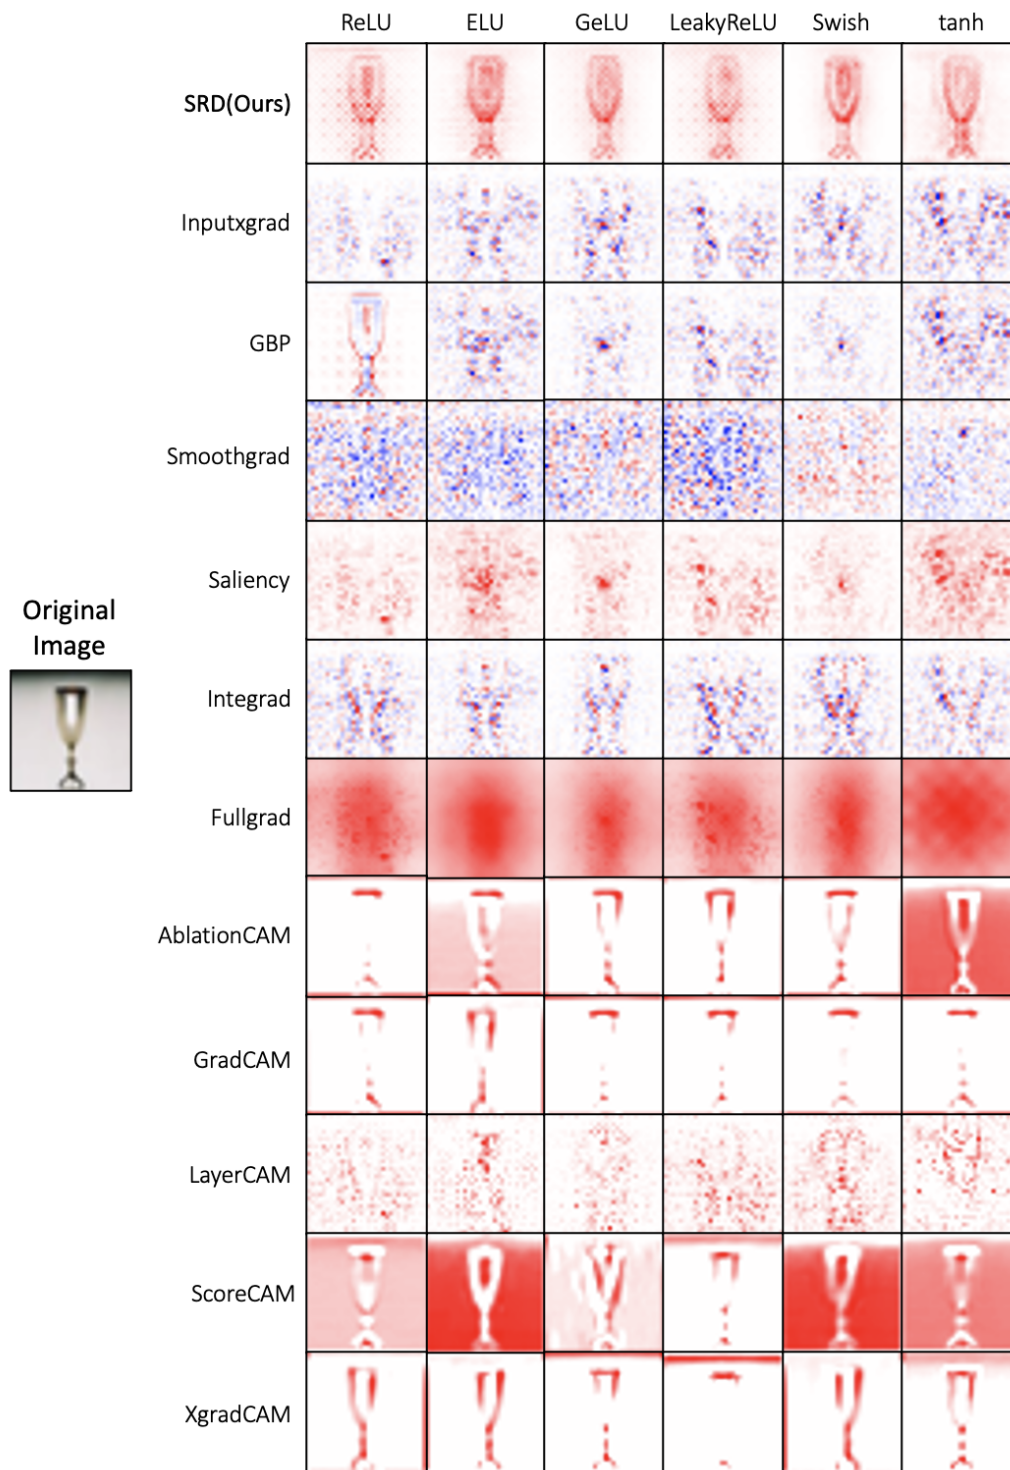 ReLU ELU GeLU LeakyReLU Swish tanh
SRD(Ours)
Inputxgrad
GBP
Smoothgrad
Saliency
Original
Image
Integrad
Fullgrad
AblationCAM
GradCAM
LayerCAM
ScoreCAM
XgradCAM